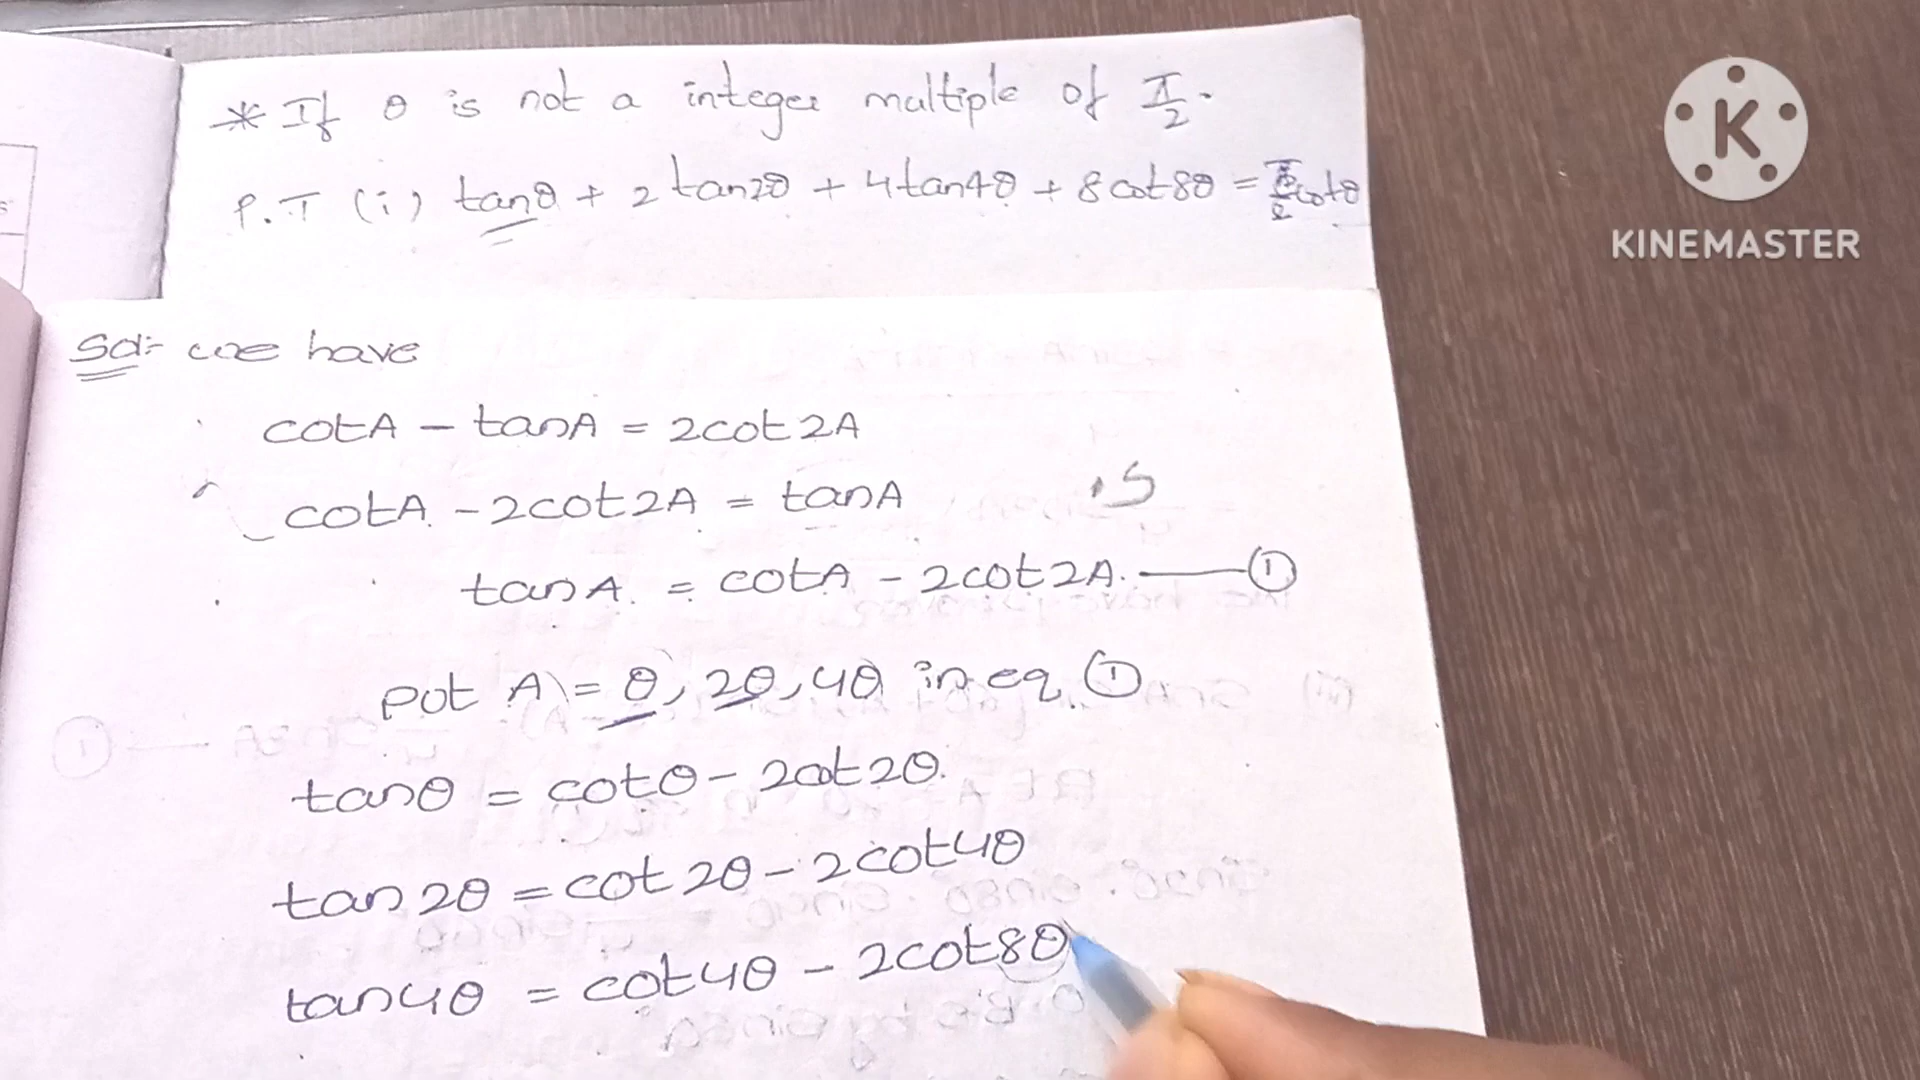 * If θ is not a integer multiple of π/2.
P.T (i) tanθ + 2tan2θ + 4tan4θ + 8cot8θ = cotθ
KINEMASTER
Sol:- we have
cotA - tanA = 2cot2A
cotA - 2cot2A = tanA
tanA = cotA - 2cot2A. —— ①
put A = θ, 2θ, 4θ in eq. ①
tanθ = cotθ - 2cot2θ.
tan2θ = cot2θ - 2cot4θ
tan4θ = cot4θ - 2cot8θ